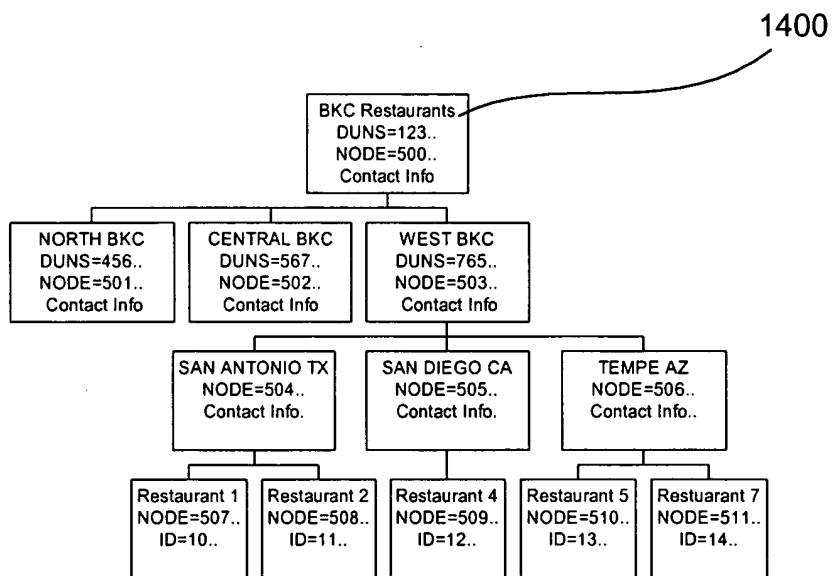 1400
BKC Restaurants
DUNS=123..
NODE=500..
Contact Info
NORTH BKC
DUNS=456..
NODE=501..
Contact Info
CENTRAL BKC
DUNS=567..
NODE=502..
Contact Info
WEST BKC
DUNS=765..
NODE=503..
Contact Info
SAN ANTONIO TX
NODE=504..
Contact Info.
SAN DIEGO CA
NODE=505..
Contact Info.
TEMPE AZ
NODE=506..
Contact Info..
Restaurant 1
NODE=507..
ID=10..
Restaurant 2
NODE=508..
ID=11..
Restaurant 4
NODE=509..
ID=12..
Restaurant 5
NODE=510..
ID=13..
Restuarant 7
NODE=511..
ID=14..